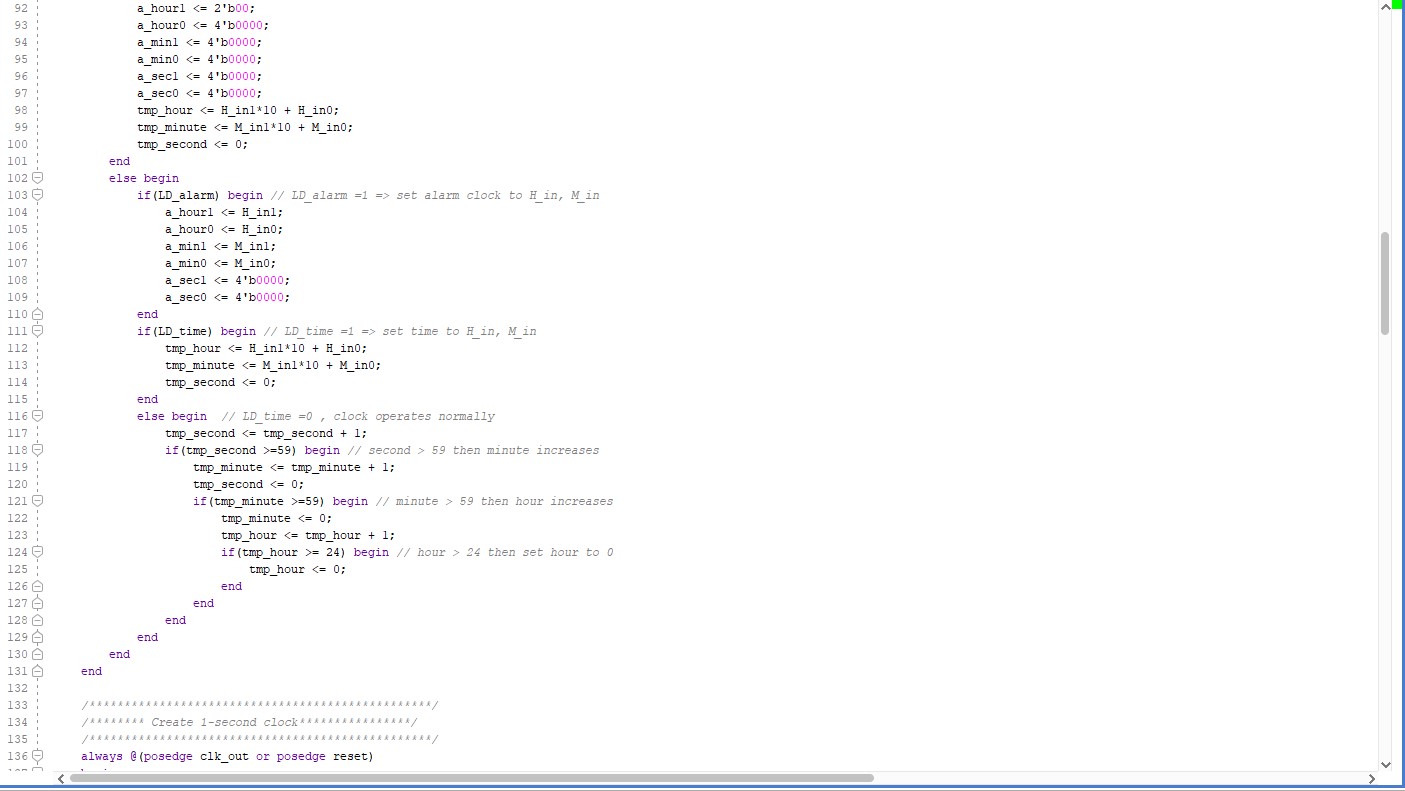 92 a_hour1 <= 2'b00;
93 a_hour0 <= 4'b0000;
94 a_min1 <= 4'b0000;
95 a_min0 <= 4'b0000;
96 a_sec1 <= 4'b0000;
97 a_sec0 <= 4'b0000;
98 tmp_hour <= H_in1*10 + H_in0;
99 tmp_minute <= M_in1*10 + M_in0;
100 tmp_second <= 0;
101 end
102 else begin
103 if(LD_alarm) begin // LD_alarm =1 => set alarm clock to H_in, M_in
104 a_hour1 <= H_in1;
105 a_hour0 <= H_in0;
106 a_min1 <= M_in1;
107 a_min0 <= M_in0;
108 a_sec1 <= 4'b0000;
109 a_sec0 <= 4'b0000;
110 end
111 if(LD_time) begin // LD_time =1 => set time to H_in, M_in
112 tmp_hour <= H_in1*10 + H_in0;
113 tmp_minute <= M_in1*10 + M_in0;
114 tmp_second <= 0;
115 end
116 else begin  // LD_time =0 , clock operates normally
117 tmp_second <= tmp_second + 1;
118 if(tmp_second >=59) begin // second > 59 then minute increases
119 tmp_minute <= tmp_minute + 1;
120 tmp_second <= 0;
121 if(tmp_minute >=59) begin // minute > 59 then hour increases
122 tmp_minute <= 0;
123 tmp_hour <= tmp_hour + 1;
124 if(tmp_hour >= 24) begin // hour > 24 then set hour to 0
125 tmp_hour <= 0;
126 end
127 end
128 end
129 end
130 end
131 end
132
133 /*************************************************/
134 /******** Create 1-second clock****************/
135 /*************************************************/
136 always @(posedge clk_out or posedge reset)